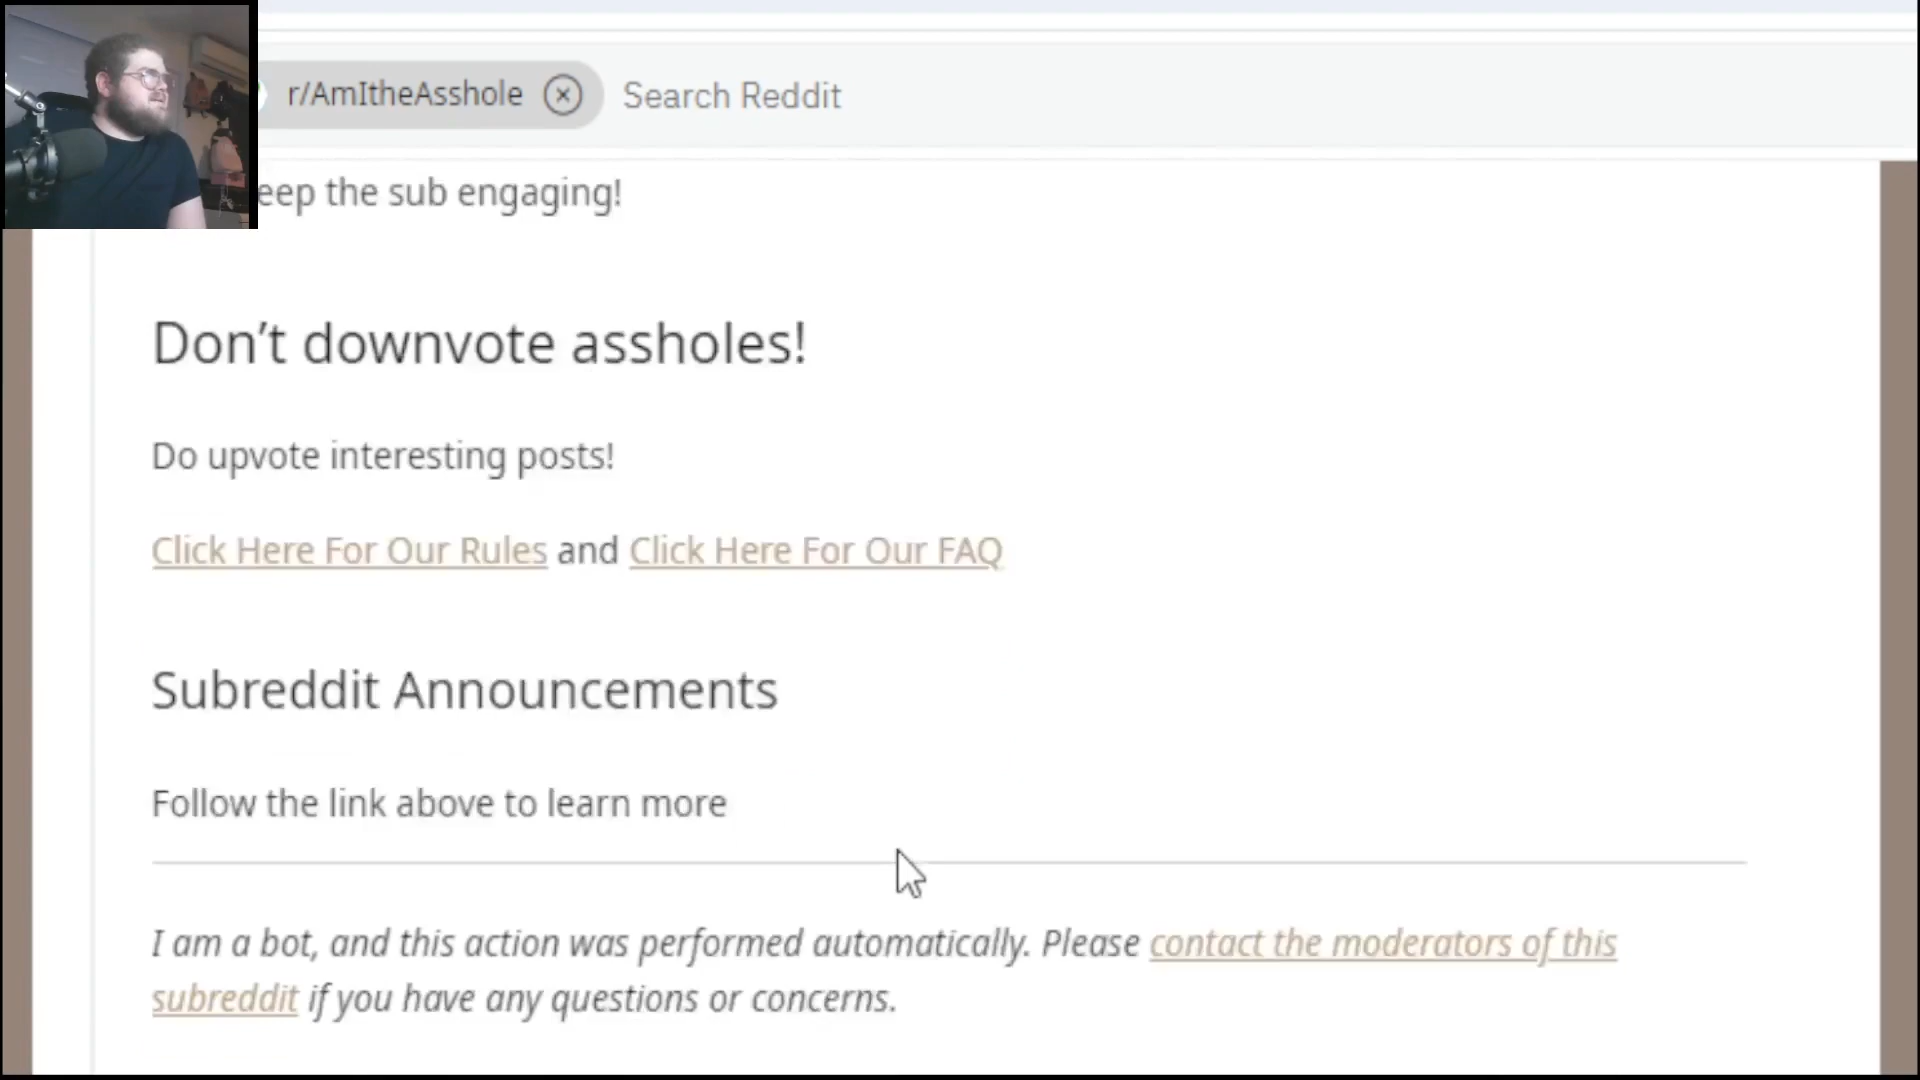 r/AmItheAsshole Search Reddit
eep the sub engaging!
Don’t downvote assholes!
Do upvote interesting posts!
Click Here For Our Rules and Click Here For Our FAQ
Subreddit Announcements
Follow the link above to learn more
I am a bot, and this action was performed automatically. Please contact the moderators of this
subreddit if you have any questions or concerns.